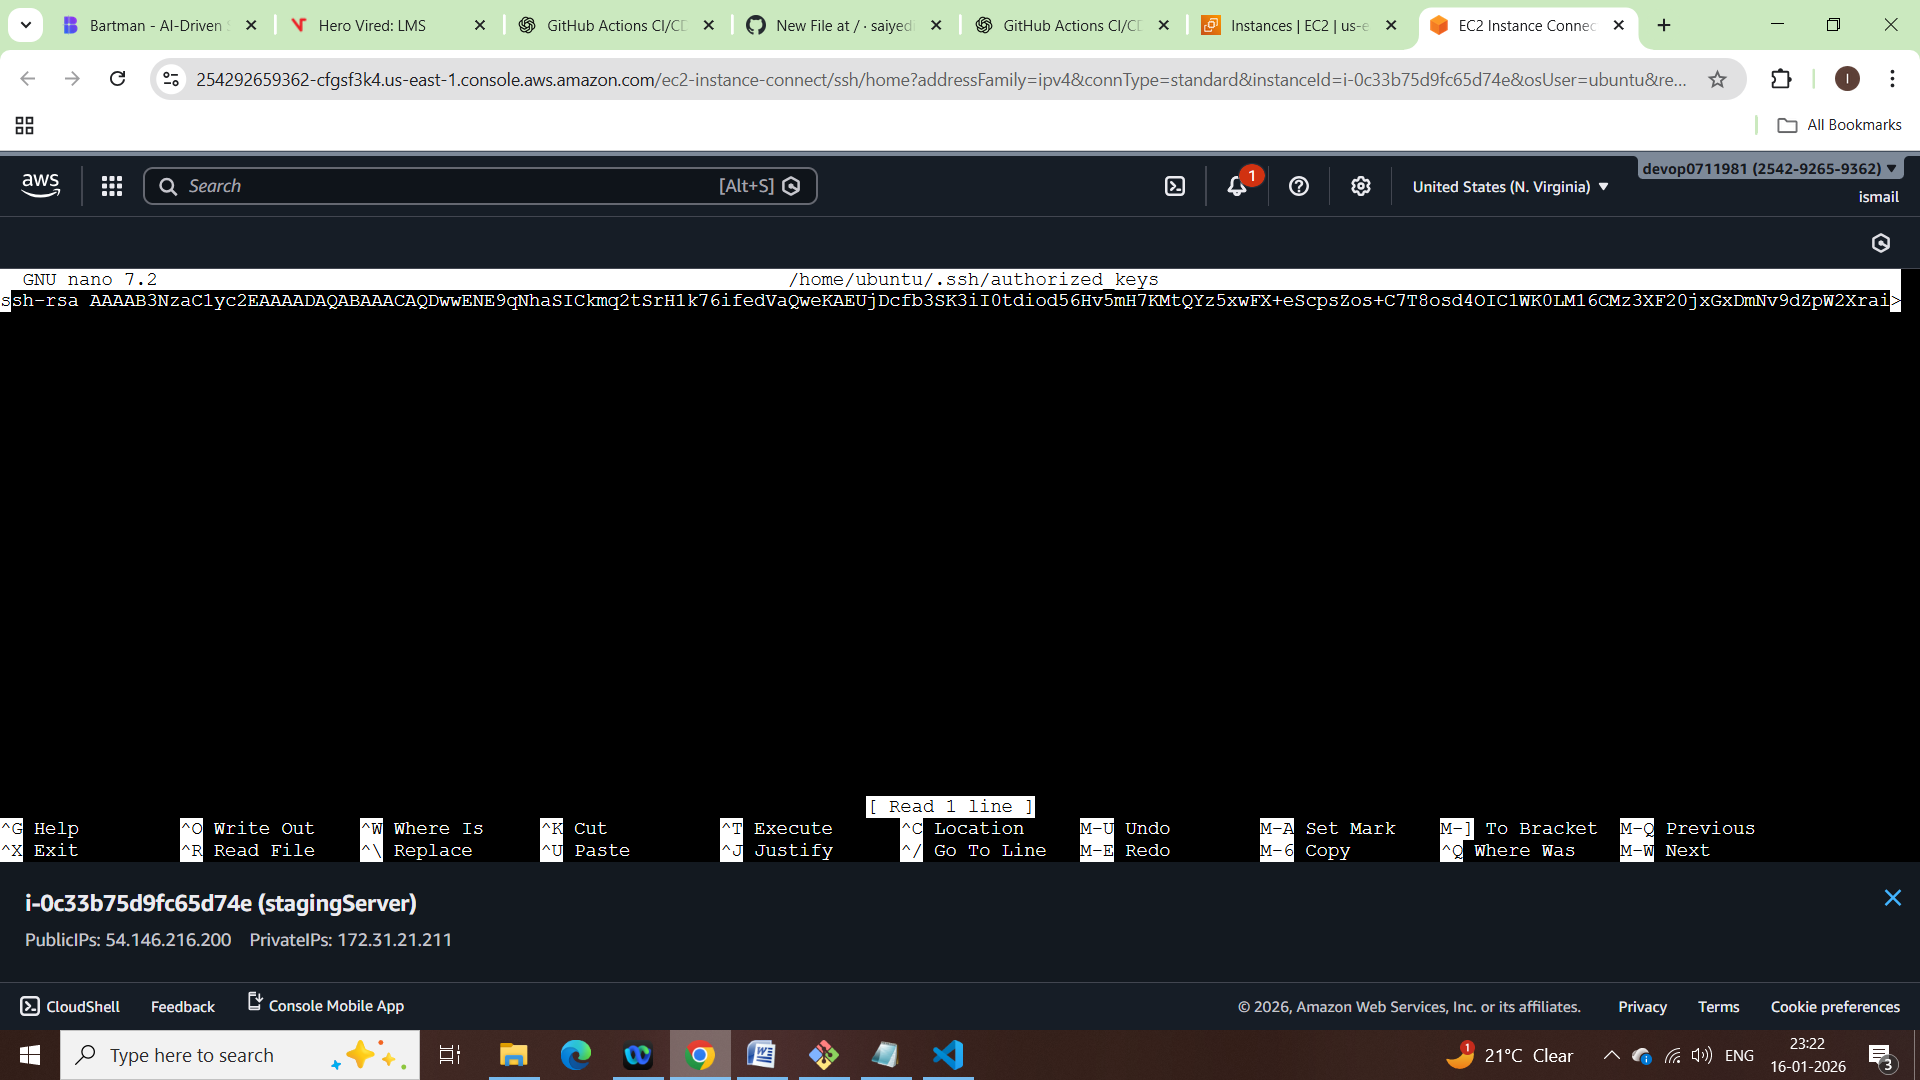 Bartman - AI-Driven S
Hero Vired: LMS
GitHub Actions CI/CD
New File at / · saiyedi
GitHub Actions CI/CD
Instances | EC2 | us-e
EC2 Instance Connec
254292659362-cfgsf3k4.us-east-1.console.aws.amazon.com/ec2-instance-connect/ssh/home?addressFamily=ipv4&connType=standard&instanceId=i-0c33b75d9fc65d74e&osUser=ubuntu&re...
I
All Bookmarks
aws
Search [Alt+S]
1
United States (N. Virginia)
devop0711981 (2542-9265-9362)
ismail
GNU nano 7.2 /home/ubuntu/.ssh/authorized_keys
ssh-rsa AAAAB3NzaC1yc2EAAAADAQABAAACAQDwwENE9qNhaSICkmq2tSrH1k76ifedVaQweKAEUjDcfb3SK3iI0tdiod56Hv5mH7KMtQYz5xwFX+eScpsZos+C7T8osd4OIC1WK0LM16CMz3XF20jxGxDmNv9dZpW2Xrai>
[ Read 1 line ]
^G Help ^O Write Out ^W Where Is ^K Cut ^T Execute ^C Location M-U Undo M-A Set Mark M-] To Bracket M-Q Previous
^X Exit ^R Read File ^\ Replace ^U Paste ^J Justify ^/ Go To Line M-E Redo M-6 Copy ^Q Where Was M-W Next
i-0c33b75d9fc65d74e (stagingServer)
PublicIPs: 54.146.216.200 PrivateIPs: 172.31.21.211
CloudShell Feedback Console Mobile App © 2026, Amazon Web Services, Inc. or its affiliates. Privacy Terms Cookie preferences
Type here to search
1
21°C Clear
ENG
23:22
16-01-2026
3